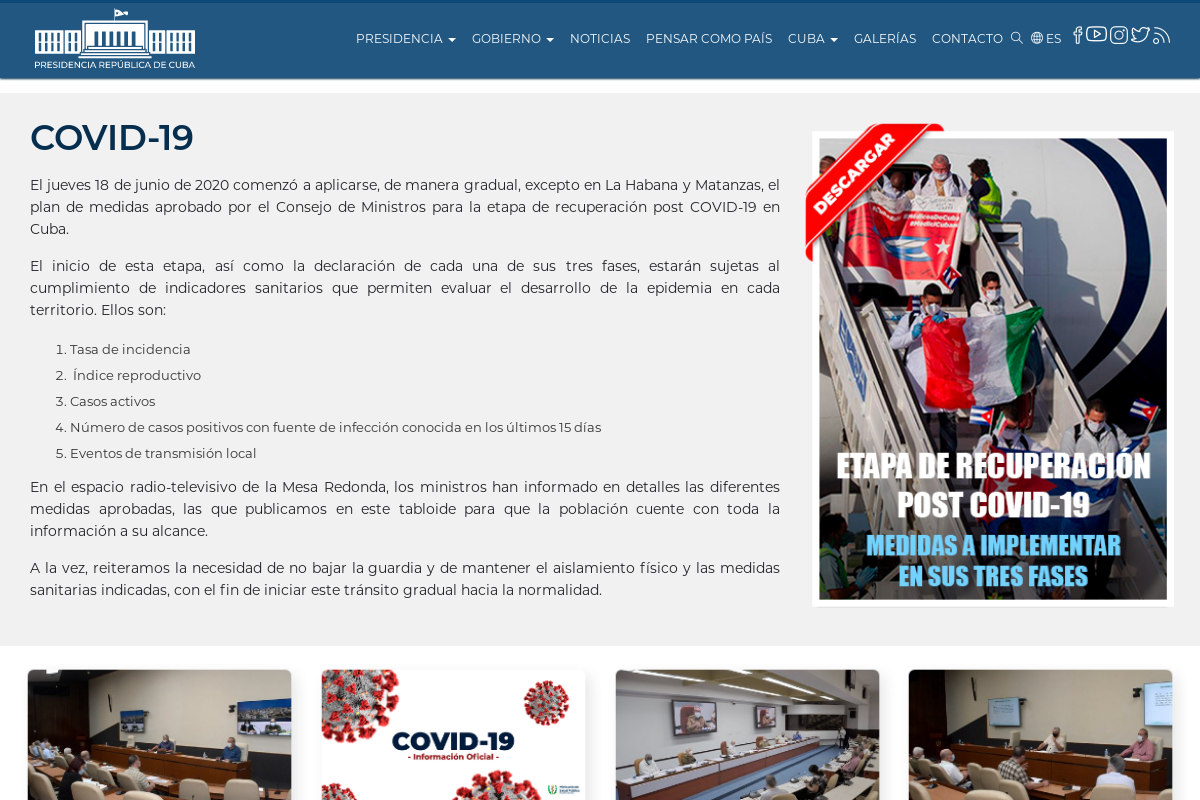 PRESIDENCIA REPÚBLICA DE CUBA
PRESIDENCIA
GOBIERNO
NOTICIAS
PENSAR COMO PAÍS
CUBA
GALERÍAS
CONTACTO
ES
COVID-19
El jueves 18 de junio de 2020 comenzó a aplicarse, de manera gradual, excepto en La Habana y Matanzas, el
plan de medidas aprobado por el Consejo de Ministros para la etapa de recuperación post COVID-19 en
Cuba.
El inicio de esta etapa, así como la declaración de cada una de sus tres fases, estarán sujetas al
cumplimiento de indicadores sanitarios que permiten evaluar el desarrollo de la epidemia en cada
territorio. Ellos son:
1. Tasa de incidencia
2. Índice reproductivo
3. Casos activos
4. Número de casos positivos con fuente de infección conocida en los últimos 15 días
5. Eventos de transmisión local
En el espacio radio-televisivo de la Mesa Redonda, los ministros han informado en detalles las diferentes
medidas aprobadas, las que publicamos en este tabloide para que la población cuente con toda la
información a su alcance.
A la vez, reiteramos la necesidad de no bajar la guardia y de mantener el aislamiento físico y las medidas
sanitarias indicadas, con el fin de iniciar este tránsito gradual hacia la normalidad.
DESCARGAR
ETAPA DE RECUPERACIÓN
POST COVID-19
MEDIDAS A IMPLEMENTAR
EN SUS TRES FASES
COVID-19
- Información Oficial -